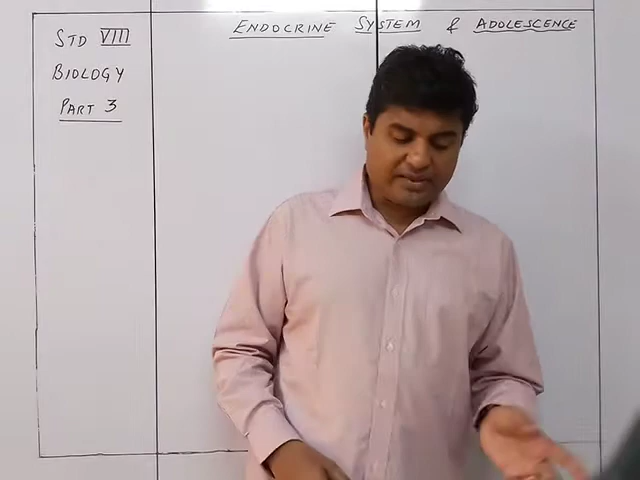 STD VIII
BIOLOGY
PART 3
ENDOCRINE SYSTEM & ADOLESCENCE